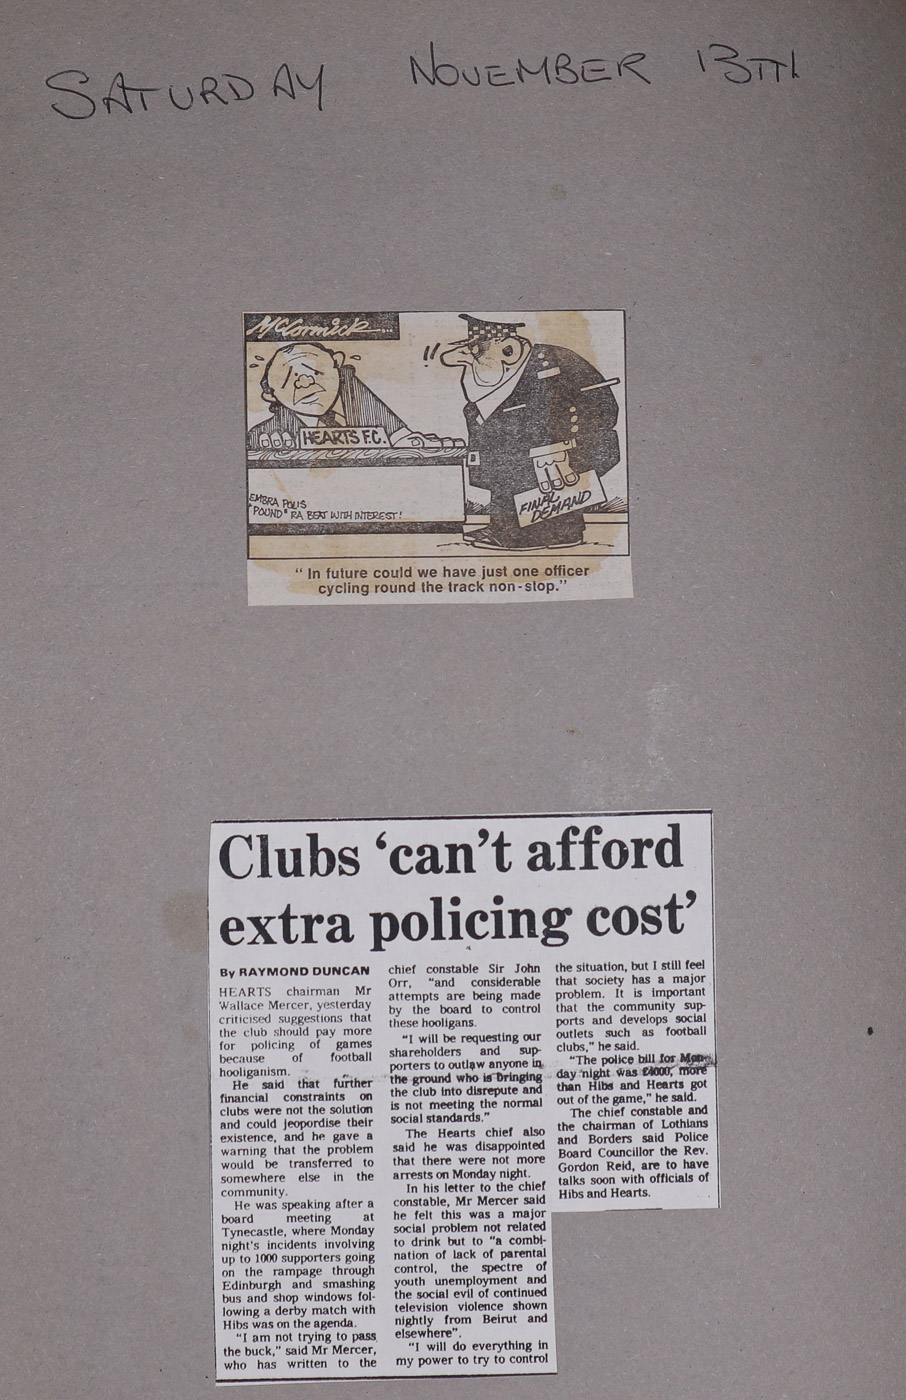 SATURDAY NOVEMBER 13TH
McCormick...
!!
HEARTS F.C.
FINAL
DEMAND
EMBRA POLIS
"POUND" RA BEAT WITH INTEREST!
“ In future could we have just one officer
cycling round the track non-stop.”
Clubs ‘can’t afford
extra policing cost’
By RAYMOND DUNCAN
HEARTS chairman Mr
Wallace Mercer, yesterday
criticised suggestions that
the club should pay more
for policing of games
because of football
hooliganism.
He said that further
financial constraints on
clubs were not the solution
and could jeopordise their
existence, and he gave a
warning that the problem
would be transferred to
somewhere else in the
community.
He was speaking after a
board meeting at
Tynecastle, where Monday
night's incidents involving
up to 1000 supporters going
on the rampage through
Edinburgh and smashing
bus and shop windows fol-
lowing a derby match with
Hibs was on the agenda.
"I am not trying to pass
the buck," said Mr Mercer,
who has written to the
chief constable Sir John
Orr, "and considerable
attempts are being made
by the board to control
these hooligans.
"I will be requesting our
shareholders and sup-
porters to outlaw anyone in
the ground who is bringing
the club into disrepute and
is not meeting the normal
social standards."
The Hearts chief also
said he was disappointed
that there were not more
arrests on Monday night.
In his letter to the chief
constable, Mr Mercer said
he felt this was a major
social problem not related
to drink but to "a combi-
nation of lack of parental
control, the spectre of
youth unemployment and
the social evil of continued
television violence shown
nightly from Beirut and
elsewhere".
"I will do everything in
my power to try to control
the situation, but I still feel
that society has a major
problem. It is important
that the community sup-
ports and develops social
outlets such as football
clubs," he said.
"The police bill for Mon-
day night was £4000, more
than Hibs and Hearts got
out of the game," he said.
The chief constable and
the chairman of Lothians
and Borders said Police
Board Councillor the Rev.
Gordon Reid, are to have
talks soon with officials of
Hibs and Hearts.